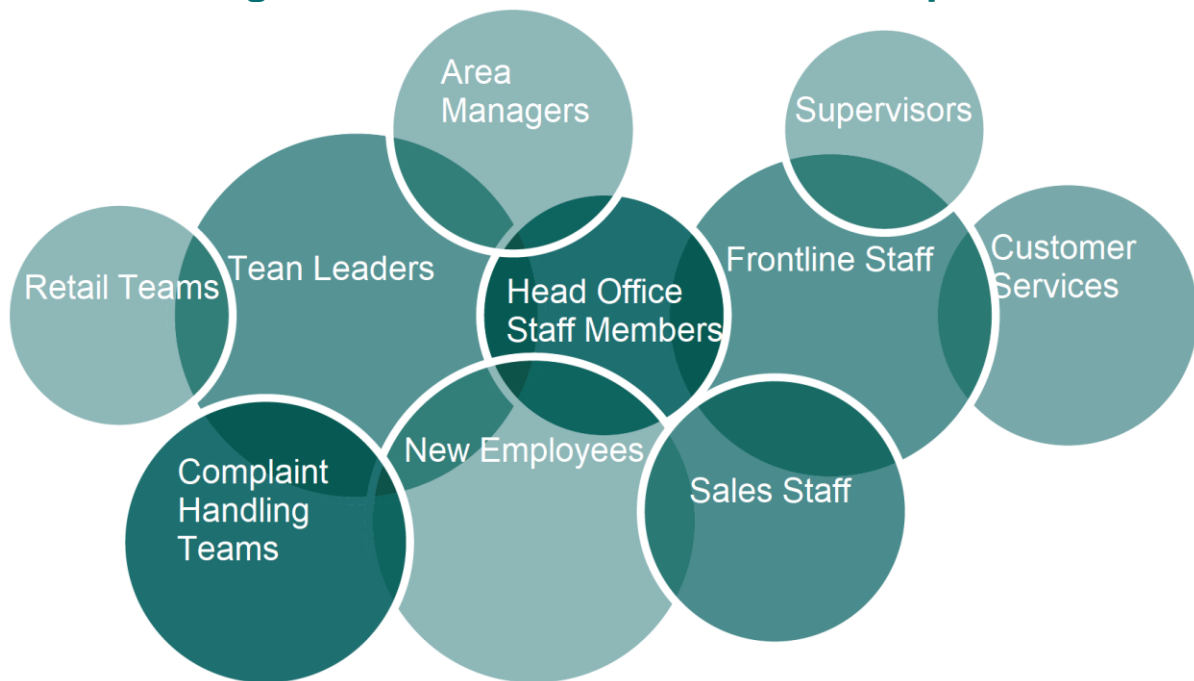 Area
Managers
Supervisors
Retail Teams
Tean Leaders
Frontline Staff
Customer
Services
Head Office
Staff Members
New Employees
Complaint
Handling
Teams
Sales Staff